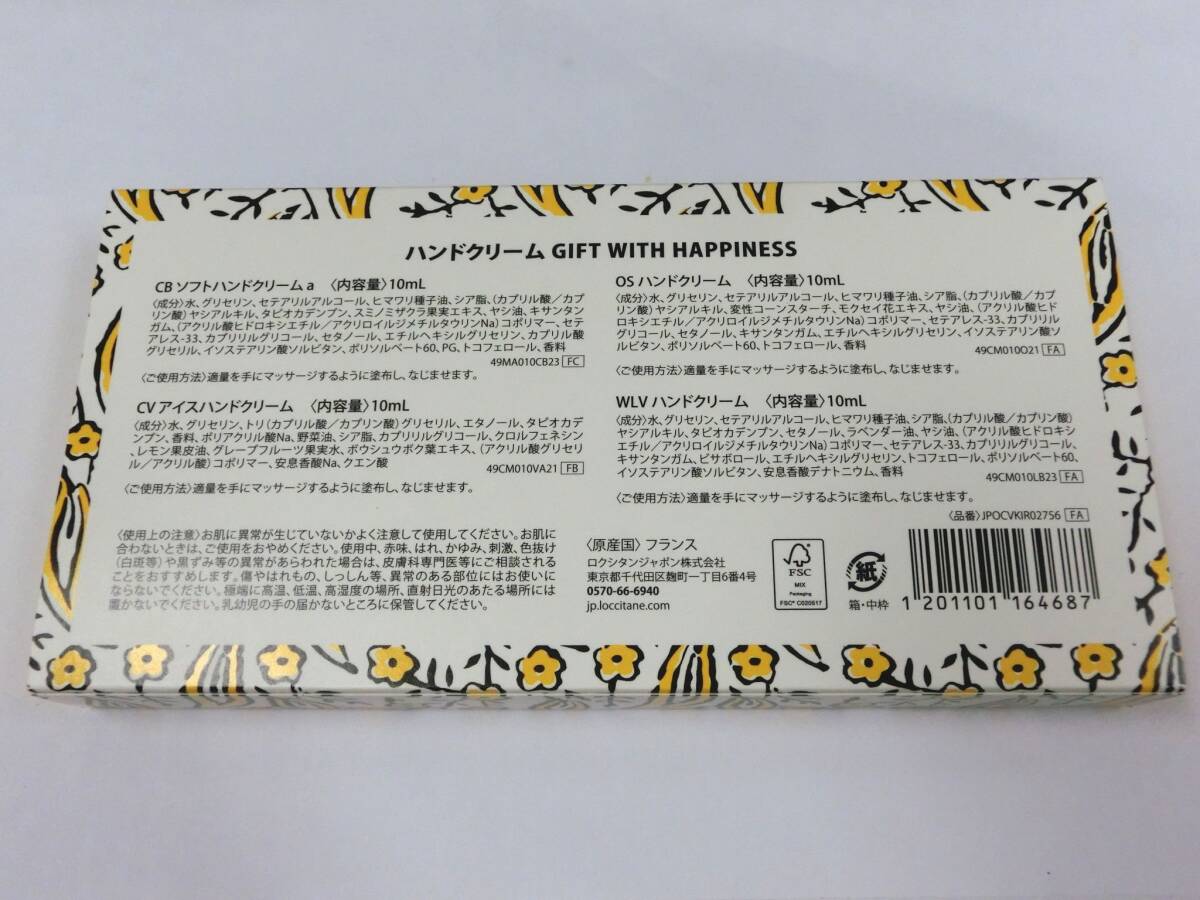 ハンドクリーム GIFT WITH HAPPINESS
CB ソフトハンドクリーム a 〈内容量〉10mL
〈成分〉水、グリセリン、セテアリルアルコール、ヒマワリ種子油、シア脂、(カプリル酸／カプ
リン酸)ヤシアルキル、タピオカデンプン、スミノミザクラ果実エキス、ヤシ油、キサンタン
ガム、(アクリル酸ヒドロキシエチル／アクリロイルジメチルタウリンNa)コポリマー、セテ
アレス-33、カプリリルグリコール、セタノール、エチルヘキシルグリセリン、カプリル酸
グリセリル、イソステアリン酸ソルビタン、ポリソルベート60、PG、トコフェロール、香料
49MA010CB23 FC
〈ご使用方法〉適量を手にマッサージするように塗布し、なじませます。
CV アイスハンドクリーム 〈内容量〉10mL
〈成分〉水、グリセリン、トリ(カプリル酸／カプリン酸)グリセリル、エタノール、タピオカデ
ンプン、香料、ポリアクリル酸Na、野菜油、シア脂、カプリリルグリコール、クロルフェネシン
、レモン果皮油、グレープフルーツ果実水、ボウシュウボク葉エキス、(アクリル酸グリセリ
ル／アクリル酸)コポリマー、安息香酸Na、クエン酸
49CM010VA21 FB
〈ご使用方法〉適量を手にマッサージするように塗布し、なじませます。
OS ハンドクリーム 〈内容量〉10mL
〈成分〉水、グリセリン、セテアリルアルコール、ヒマワリ種子油、シア脂、(カプリル酸／カプ
リン酸)ヤシアルキル、変性コーンスターチ、モクセイ花エキス、ヤシ油、(アクリル酸ヒド
ロキシエチル／アクリロイルジメチルタウリンNa)コポリマー、セテアレス-33、カプリリル
グリコール、セタノール、キサンタンガム、エチルヘキシルグリセリン、イソステアリン酸ソ
ルビタン、ポリソルベート60、トコフェロール、香料
49CM010O21 FA
〈ご使用方法〉適量を手にマッサージするように塗布し、なじませます。
WLV ハンドクリーム 〈内容量〉10mL
〈成分〉水、グリセリン、セテアリルアルコール、ヒマワリ種子油、シア脂、(カプリル酸／カプリン酸)
ヤシアルキル、タピオカデンプン、セタノール、ラベンダー油、ヤシ油、(アクリル酸ヒドロキシ
エチル／アクリロイルジメチルタウリンNa)コポリマー、セテアレス-33、カプリリルグリコール、
キサンタンガム、ビサボロール、エチルヘキシルグリセリン、トコフェロール、ポリソルベート60、
イソステアリン酸ソルビタン、安息香酸デナトニウム、香料
49CM010LB23 FA
〈ご使用方法〉適量を手にマッサージするように塗布し、なじませます。
〈品番〉JPOCVKIR02756 FA
〈使用上の注意〉お肌に異常が生じていないかよく注意して使用してください。お肌に
合わないときは、ご使用をおやめください。使用中、赤味、はれ、かゆみ、刺激、色抜け
(白斑等)や黒ずみ等の異常があらわれた場合は、皮膚科専門医等にご相談される
ことをおすすめします。傷やはれもの、しっしん等、異常のある部位にはお使いに
ならないでください。極端に高温、低温、高湿度の場所、直射日光のあたる場所には
置かないでください。乳幼児の手の届かないところに保管してください。
〈原産国〉フランス
ロクシタンジャポン株式会社
東京都千代田区麹町一丁目6番4号
0570-66-6940
jp.loccitane.com
FSC
MIX
Packaging
FSC® C020517
紙
箱・中枠
1 201101 164687